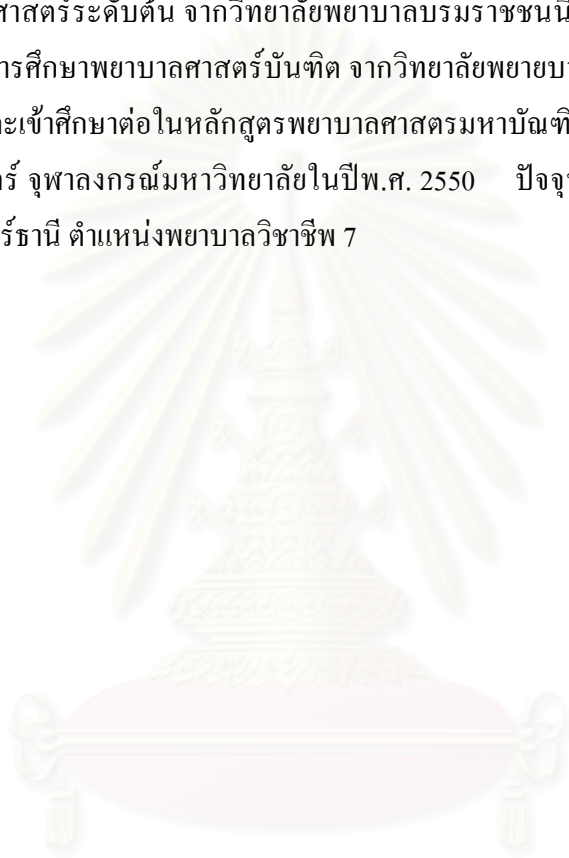 ศาสตร์ระดับต้น จากวิทยาลัยพยาบาลบรมราชชนนี
ารศึกษาพยาบาลศาสตร์บันฑิต จากวิทยาลัยพยายบา
ะเข้าศึกษาต่อในหลักสูตรพยาบาลศาสตรมหาบัณฑิ
ร์ จุฬาลงกรณ์มหาวิทยาลัยในปีพ.ศ. 2550 ปัจจุ
ร์ธานี ตำแหน่งพยาบาลวิชาชีพ 7